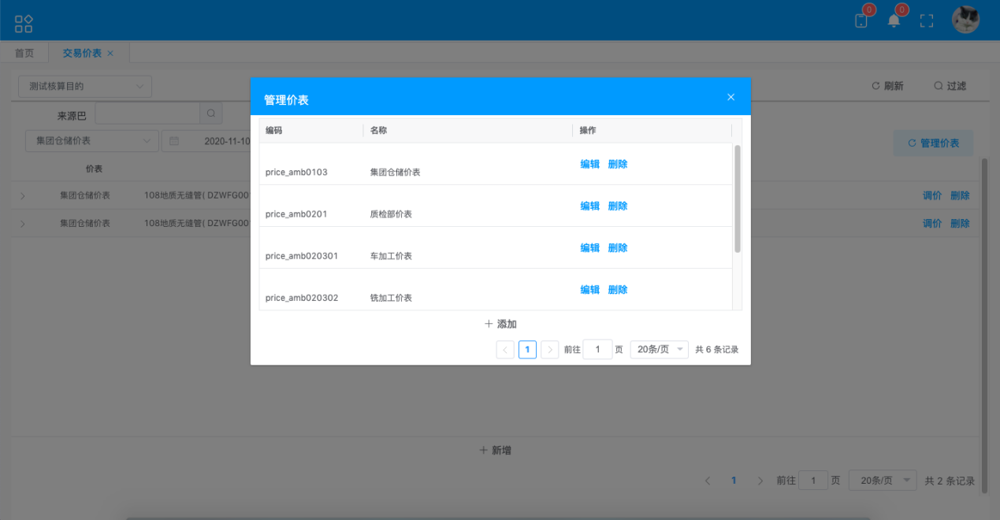 0
0
首页
交易价表 ×
测试核算目的
刷新
过滤
来源巴
集团仓储价表
2020-11-10
管理价表
价表
集团仓储价表 108地质无缝管( DZWFG001 调价 删除
集团仓储价表 108地质无缝管( DZWFG001 调价 删除
管理价表
编码 名称 操作
price_amb0103 集团仓储价表 编辑 删除
price_amb0201 质检部价表 编辑 删除
price_amb020301 车加工价表 编辑 删除
price_amb020302 铣加工价表 编辑 删除
+ 添加
< 1 > 前往 1 页 20条/页 共 6 条记录
+ 新增
< 1 > 前往 1 页 20条/页 共 2 条记录